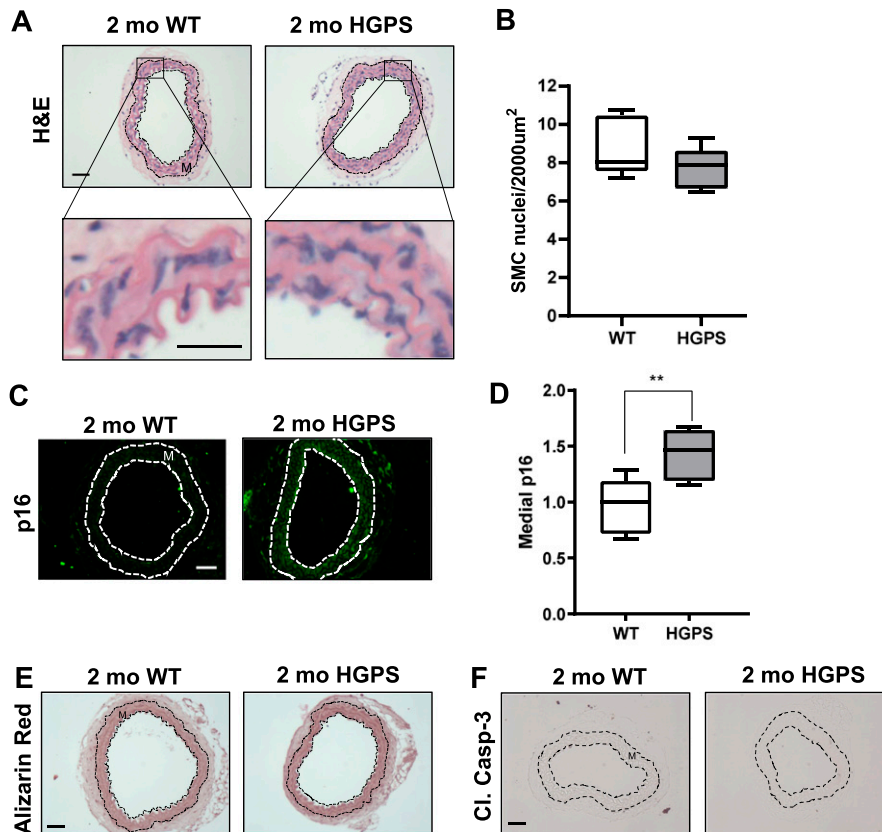 A
2 mo WT
2 mo HGPS
H&E
M
B
SMC nuclei/2000um²
12
10
8
6
4
2
0
WT
HGPS
C
2 mo WT
2 mo HGPS
p16
M
D
**
Medial p16
2.0
1.5
1.0
0.5
0.0
WT
HGPS
E
2 mo WT
2 mo HGPS
Alizarin Red
M
F
2 mo WT
2 mo HGPS
Cl. Casp-3
M